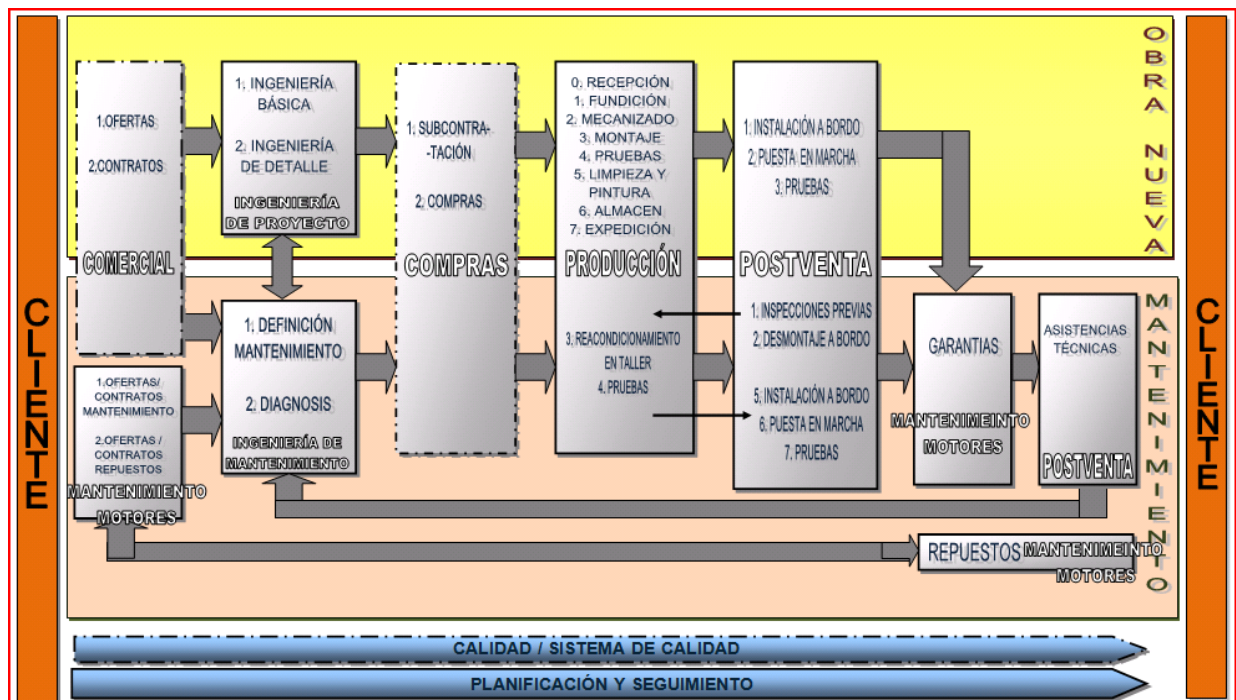 CLIENTE
OBRA NUEVA
1.OFERTAS
2.CONTRATOS
COMERCIAL
1. INGENIERÍA
BÁSICA
2. INGENIERÍA
DE DETALLE
INGENIERÍA
DE PROYECTO
1. SUBCONTRA-
-TACIÓN
2. COMPRAS
COMPRAS
0. RECEPCIÓN
1. FUNDICIÓN
2. MECANIZADO
3. MONTAJE
4. PRUEBAS
5. LIMPIEZA Y
PINTURA
6. ALMACEN
7. EXPEDICIÓN
PRODUCCIÓN
1. INSTALACIÓN A BORDO
2. PUESTA EN MARCHA
3. PRUEBAS
POSTVENTA
MANTENIMIENTO
1.OFERTAS/
CONTRATOS
MANTENIMIENTO
2.OFERTAS /
CONTRATOS
REPUESTOS
MANTENIMIENTO
MOTORES
1. DEFINICIÓN
MANTENIMIENTO
2. DIAGNOSIS
INGENIERÍA DE
MANTENIMIENTO
3. REACONDICIONAMIENTO
EN TALLER
4. PRUEBAS
1. INSPECCIONES PREVIAS
2. DESMONTAJE A BORDO
5. INSTALACIÓN A BORDO
6. PUESTA EN MARCHA
7. PRUEBAS
GARANTIAS
MANTENIMEINTO
MOTORES
ASISTENCIAS
TÉCNICAS
POSTVENTA
REPUESTOS MANTENIMEINTO
MOTORES
CLIENTE
CALIDAD / SISTEMA DE CALIDAD
PLANIFICACIÓN Y SEGUIMIENTO